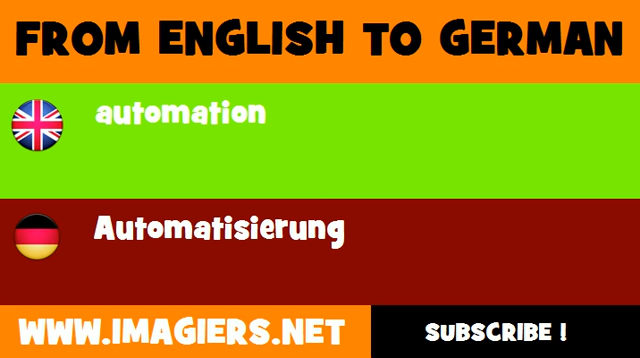 FROM ENGLISH TO GERMAN
automation
Automatisierung
WWW.IMAGIERS.NET
SUBSCRIBE !